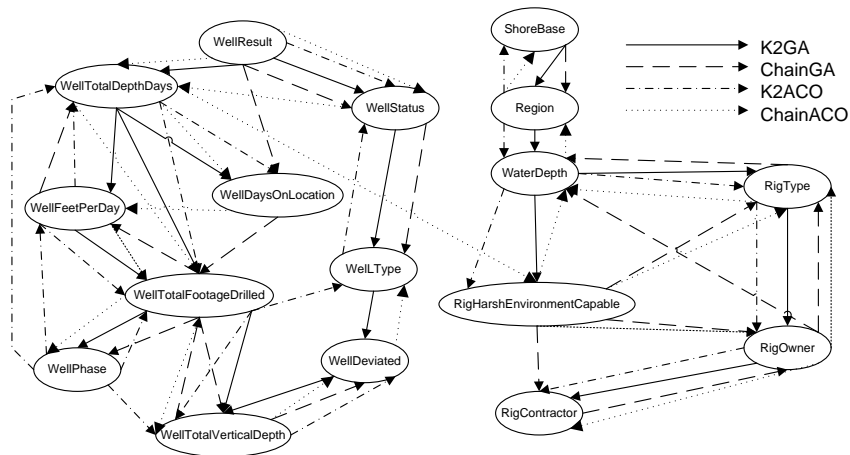 WellResult
ShoreBase
K2GA
ChainGA
K2ACO
ChainACO
WellTotalDepthDays
WellStatus
Region
WaterDepth
RigType
WellDaysOnLocation
WellFeetPerDay
WellTotalFootageDrilled
WelLType
RigHarshEnvironmentCapable
WellPhase
WellDeviated
RigOwner
RigContractor
WellTotalVerticalDepth